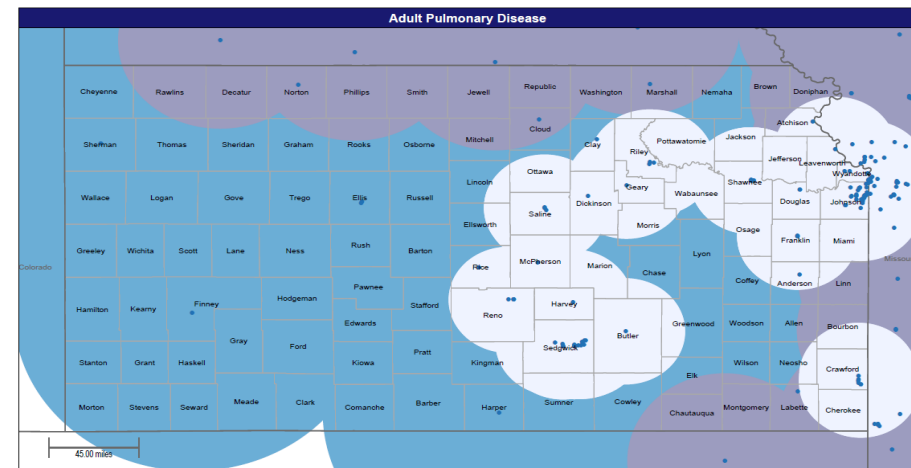 Adult Pulmonary Disease
Cheyenne Rawlins Decatur Norton Phillips Smith Jewell Republic Washington Marshall Nemaha Brown Doniphan
Atchison
Sherman Thomas Sheridan Graham Rooks Osborne Mitchell Cloud Clay Riley Pottawatomie Jackson Jefferson Leavenworth
Wyandotte
Wallace Logan Gove Trego Ellis Russell Lincoln Ottawa Dickinson Geary Wabaunsee Shawnee Douglas Johnson
Saline
Ellsworth Morris Osage Franklin Miami
Greeley Wichita Scott Lane Ness Rush Barton Rice McPherson Marion Chase Lyon
Colorado Missouri
Hamilton Kearny Finney Hodgeman Pawnee Stafford Reno Harvey Coffey Anderson Linn
Edwards Sedgwick Butler Greenwood Woodson Allen Bourbon
Gray Ford
Stanton Grant Haskell Kiowa Pratt Kingman Elk Wilson Neosho Crawford
Morton Stevens Seward Meade Clark Comanche Barber Harper Sumner Cowley Chautauqua Montgomery Labette Cherokee
45.00 miles